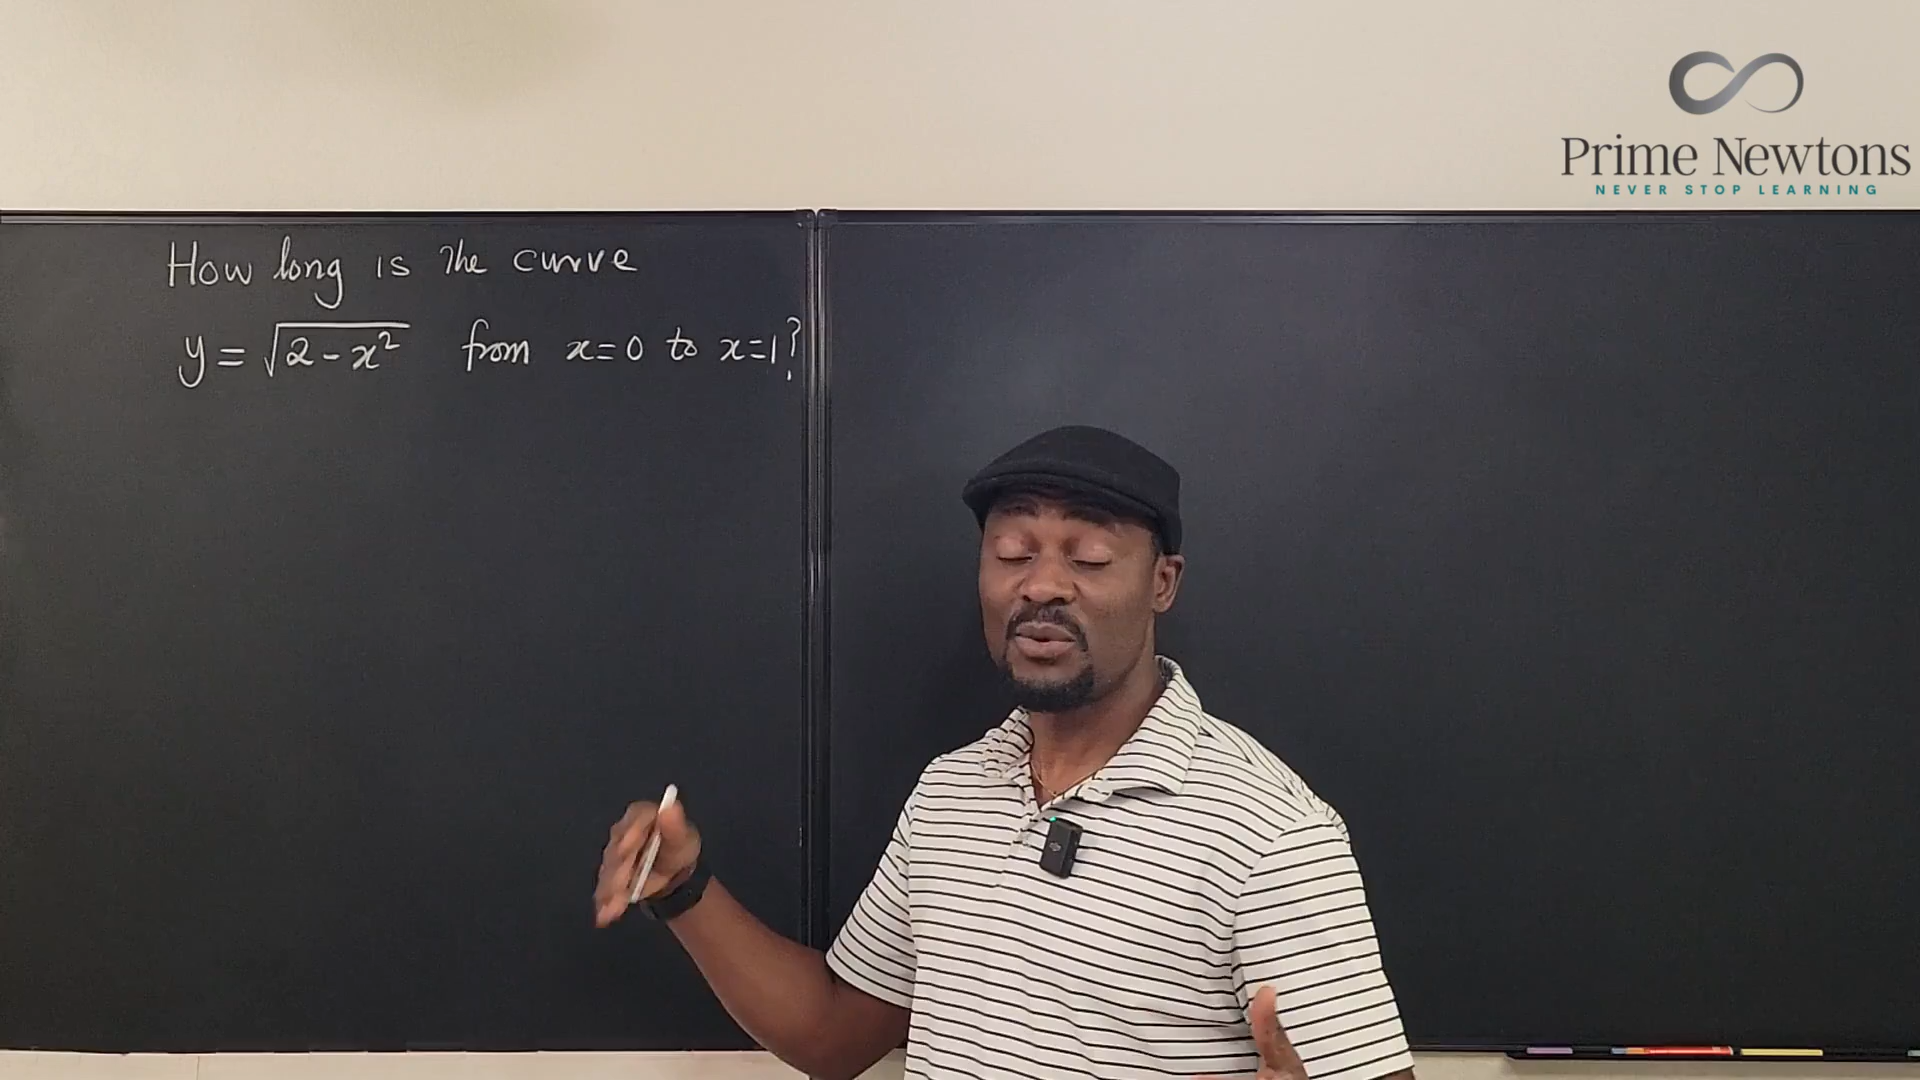 Prime Newtons
NEVER STOP LEARNING
How long is the curve
y = √(2 - x²) from x=0 to x=1?